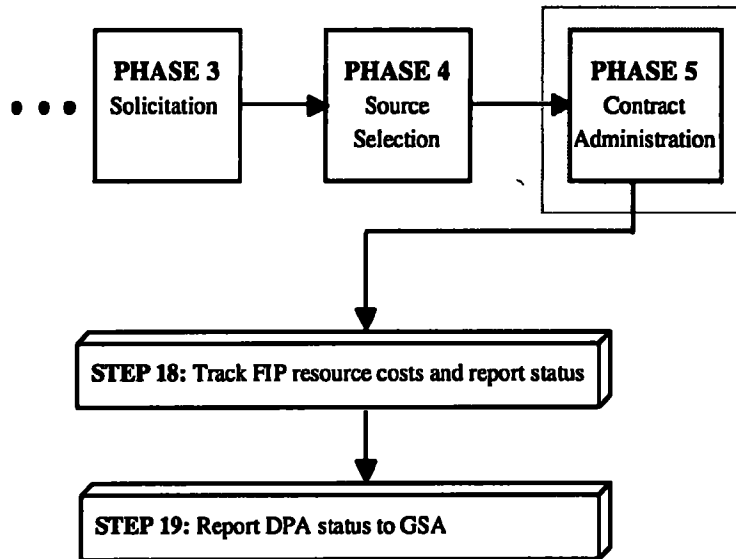 PHASE 3
Solicitation
PHASE 4
Source
Selection
PHASE 5
Contract
Administration
STEP 18: Track FIP resource costs and report status
STEP 19: Report DPA status to GSA